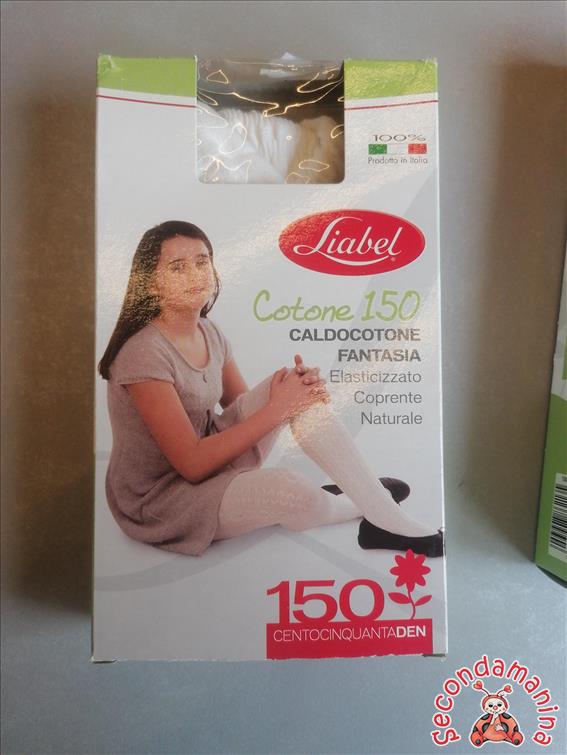 100%
Prodotto in Italia
Liabel
Cotone 150
CALDOCOTONE
FANTASIA
Elasticizzato
Coprente
Naturale
150
CENTOCINQUANTADEN
secondamanina